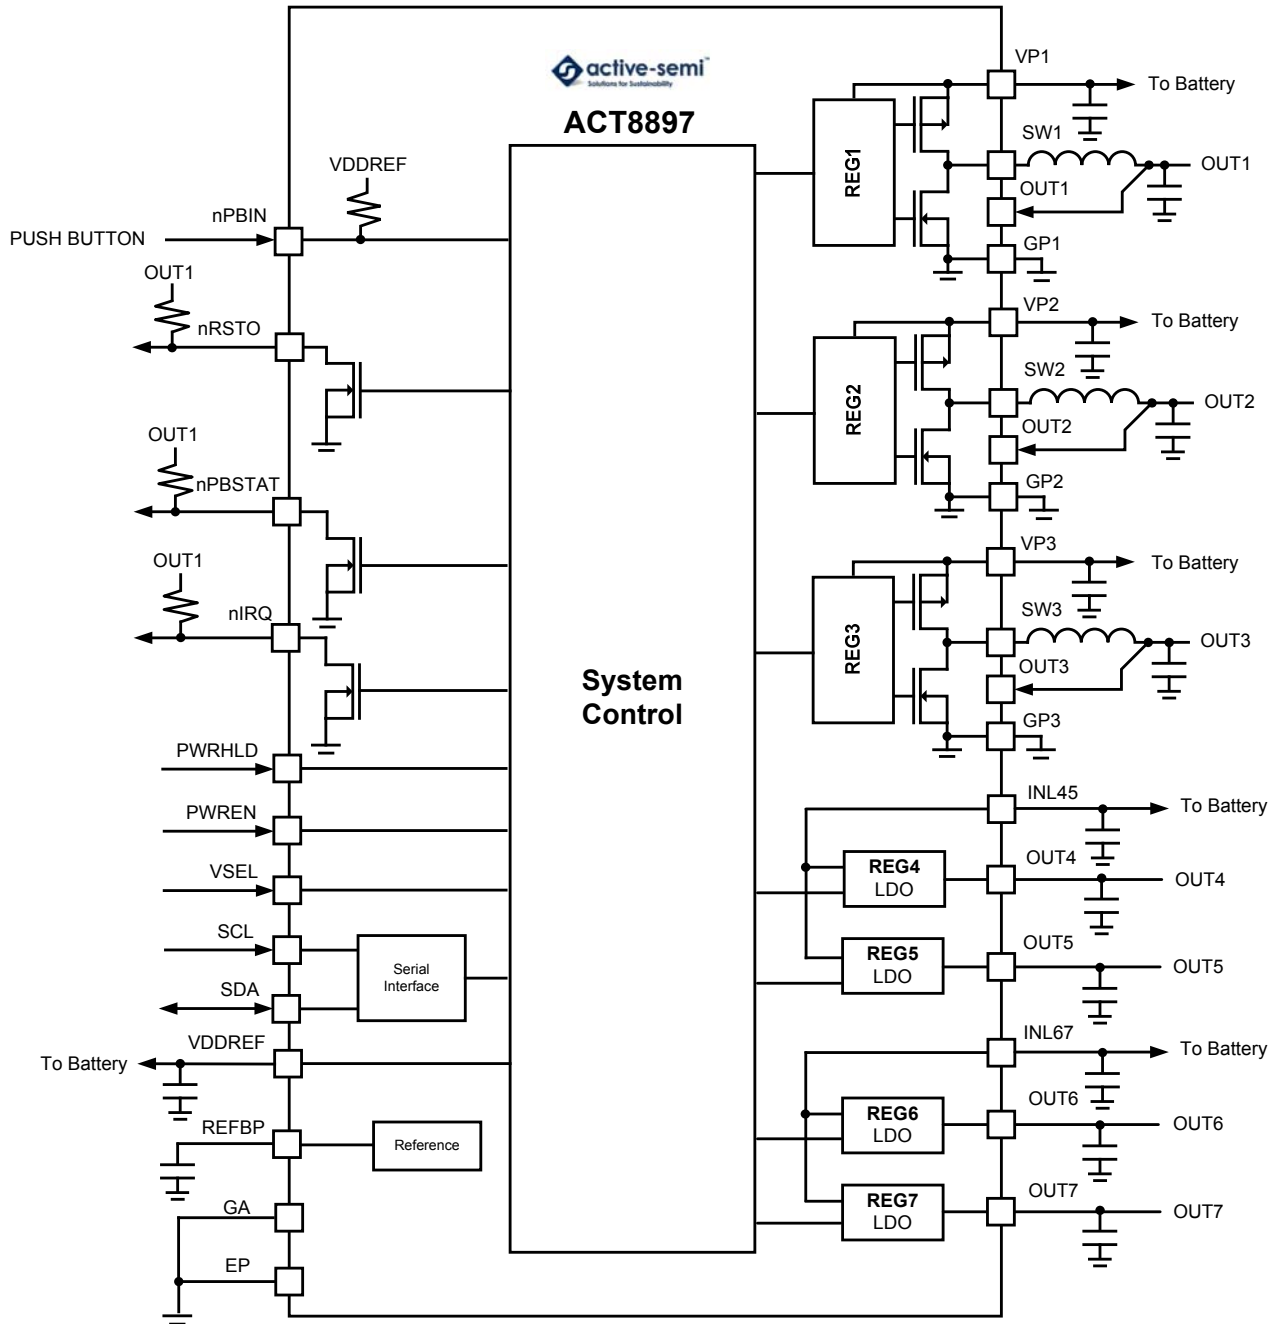 active-semi™
Solutions for Sustainability
ACT8897
VDDREF
nPBIN
PUSH BUTTON
OUT1
nRSTO
OUT1
nPBSTAT
OUT1
nIRQ
PWRHLD
PWREN
VSEL
SCL
SDA
Serial
Interface
VDDREF
To Battery
REFBP
Reference
GA
EP
System
Control
REG1
VP1
To Battery
SW1
OUT1
OUT1
GP1
REG2
VP2
To Battery
SW2
OUT2
OUT2
GP2
REG3
VP3
To Battery
SW3
OUT3
OUT3
GP3
INL45
To Battery
REG4
LDO
OUT4
OUT4
REG5
LDO
OUT5
OUT5
INL67
To Battery
REG6
LDO
OUT6
OUT6
REG7
LDO
OUT7
OUT7